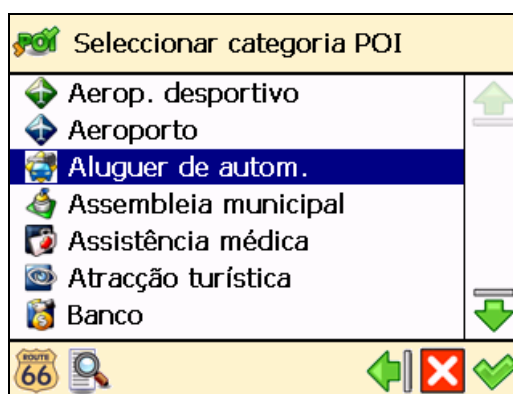 POI Seleccionar categoria POI
Aerop. desportivo
Aeroporto
Aluguer de autom.
Assembleia municipal
Assistência médica
Atracção turística
Banco
ROUTE
66